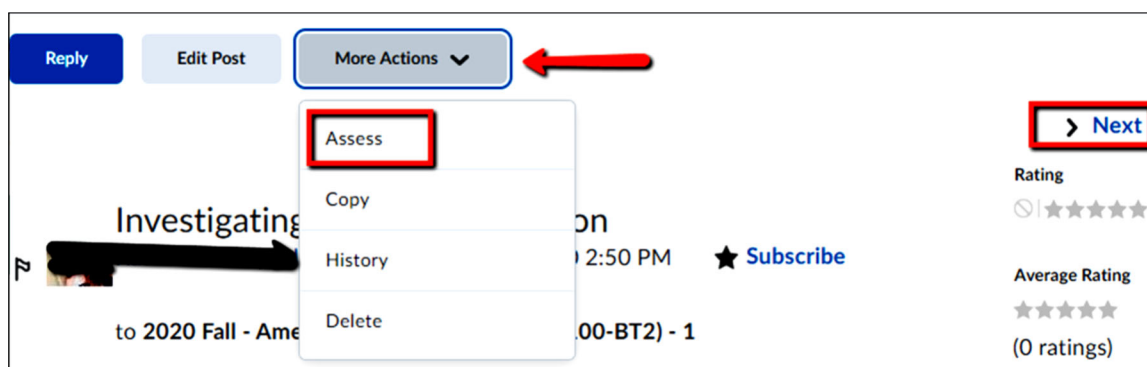 Reply Edit Post More Actions
Assess
Next
Copy
Rating
Investigating on
History
2:50 PM Subscribe
Average Rating
Delete
to 2020 Fall - Ame 00-BT2) - 1
(0 ratings)